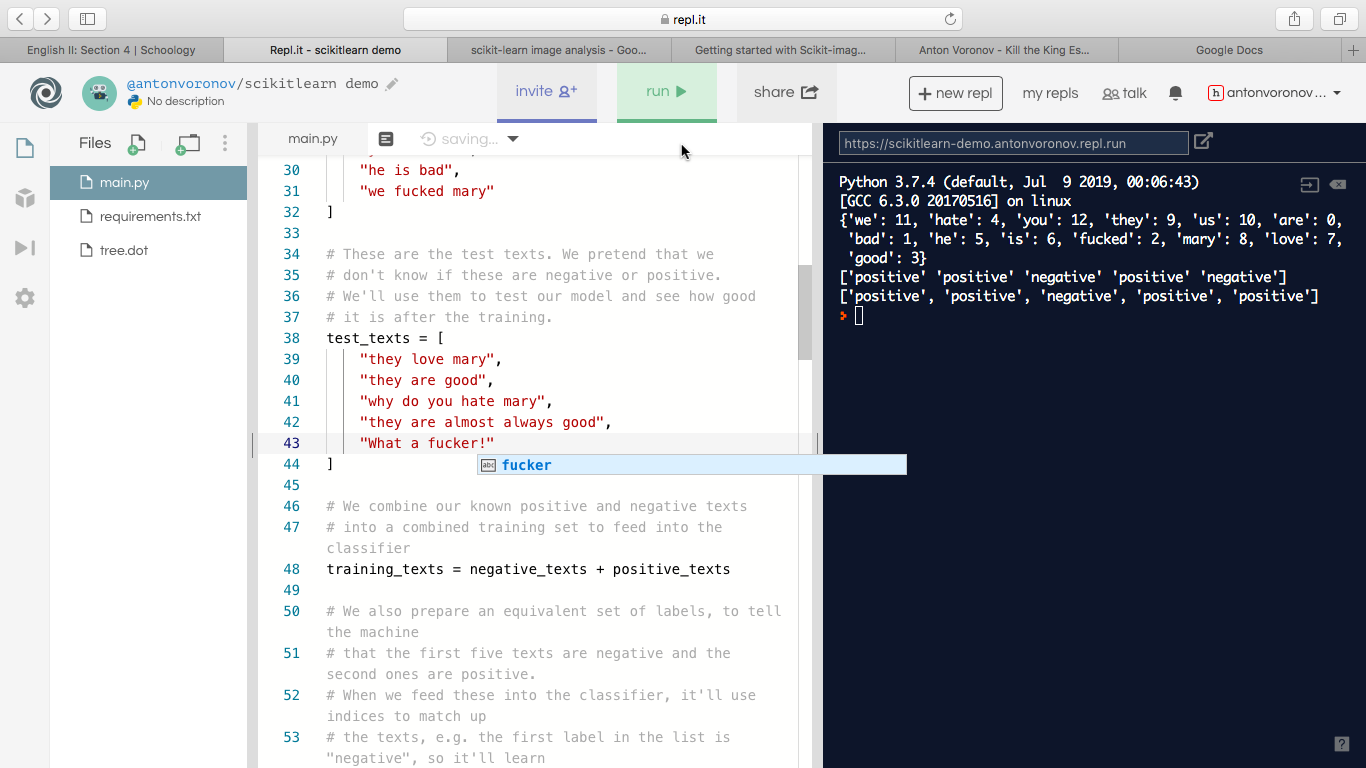 repl.it
English II: Section 4 | Schoology
Repl.it - scikitlearn demo
scikit-learn image analysis - Goo...
Getting started with Scikit-imag...
Anton Voronov - Kill the King Es...
Google Docs
@antonvoronov/scikitlearn demo
No description
invite
run
share
+ new repl
my repls
talk
h antonvoronov...
Files
main.py
requirements.txt
tree.dot
main.py
saving...
30 "he is bad",
31 "we fucked mary"
32 ]
33
34 # These are the test texts. We pretend that we
35 # don't know if these are negative or positive.
36 # We'll use them to test our model and see how good
37 # it is after the training.
38 test_texts = [
39 "they love mary",
40 "they are good",
41 "why do you hate mary",
42 "they are almost always good",
43 "What a fucker!"
44 ]
abc fucker
45
46 # We combine our known positive and negative texts
47 # into a combined training set to feed into the
classifier
48 training_texts = negative_texts + positive_texts
49
50 # We also prepare an equivalent set of labels, to tell
the machine
51 # that the first five texts are negative and the
second ones are positive.
52 # When we feed these into the classifier, it'll use
indices to match up
53 # the texts, e.g. the first label in the list is
"negative", so it'll learn
https://scikitlearn-demo.antonvoronov.repl.run
Python 3.7.4 (default, Jul  9 2019, 00:06:43)
[GCC 6.3.0 20170516] on linux
{'we': 11, 'hate': 4, 'you': 12, 'they': 9, 'us': 10, 'are': 0,
'bad': 1, 'he': 5, 'is': 6, 'fucked': 2, 'mary': 8, 'love': 7,
'good': 3}
['positive' 'positive' 'negative' 'positive' 'negative']
['positive', 'positive', 'negative', 'positive', 'positive']
?